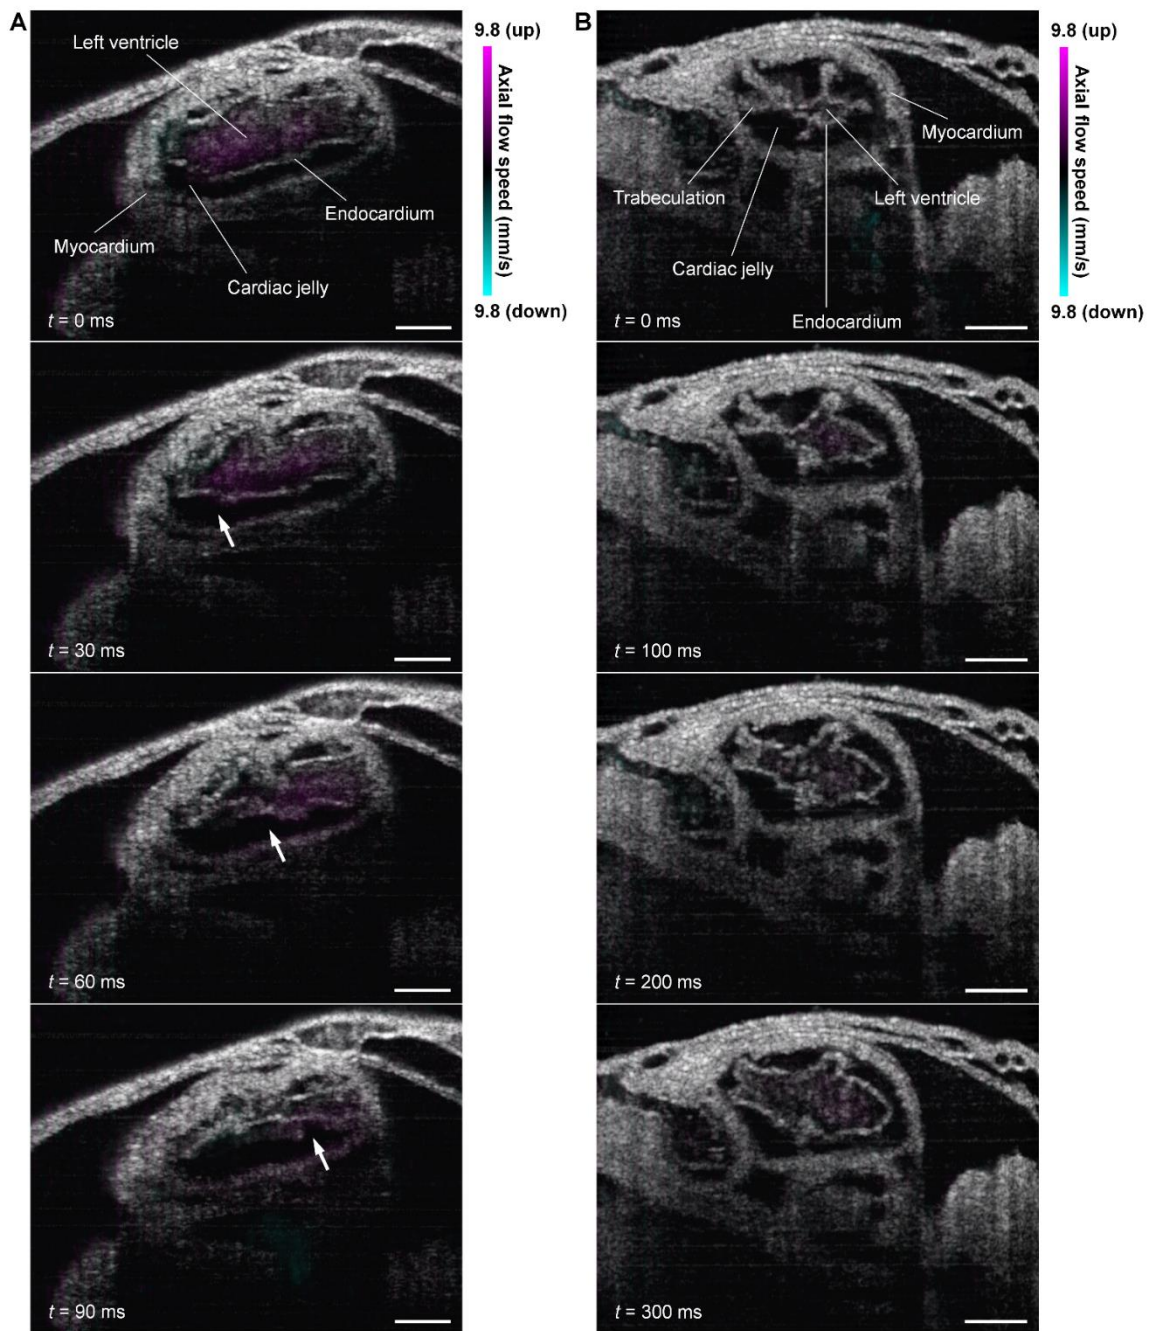 A
Left ventricle
Endocardium
Myocardium
Cardiac jelly
t = 0 ms
9.8 (up)
Axial flow speed (mm/s)
9.8 (down)
t = 30 ms
t = 60 ms
t = 90 ms
B
Myocardium
Trabeculation
Left ventricle
Cardiac jelly
Endocardium
t = 0 ms
9.8 (up)
Axial flow speed (mm/s)
9.8 (down)
t = 100 ms
t = 200 ms
t = 300 ms